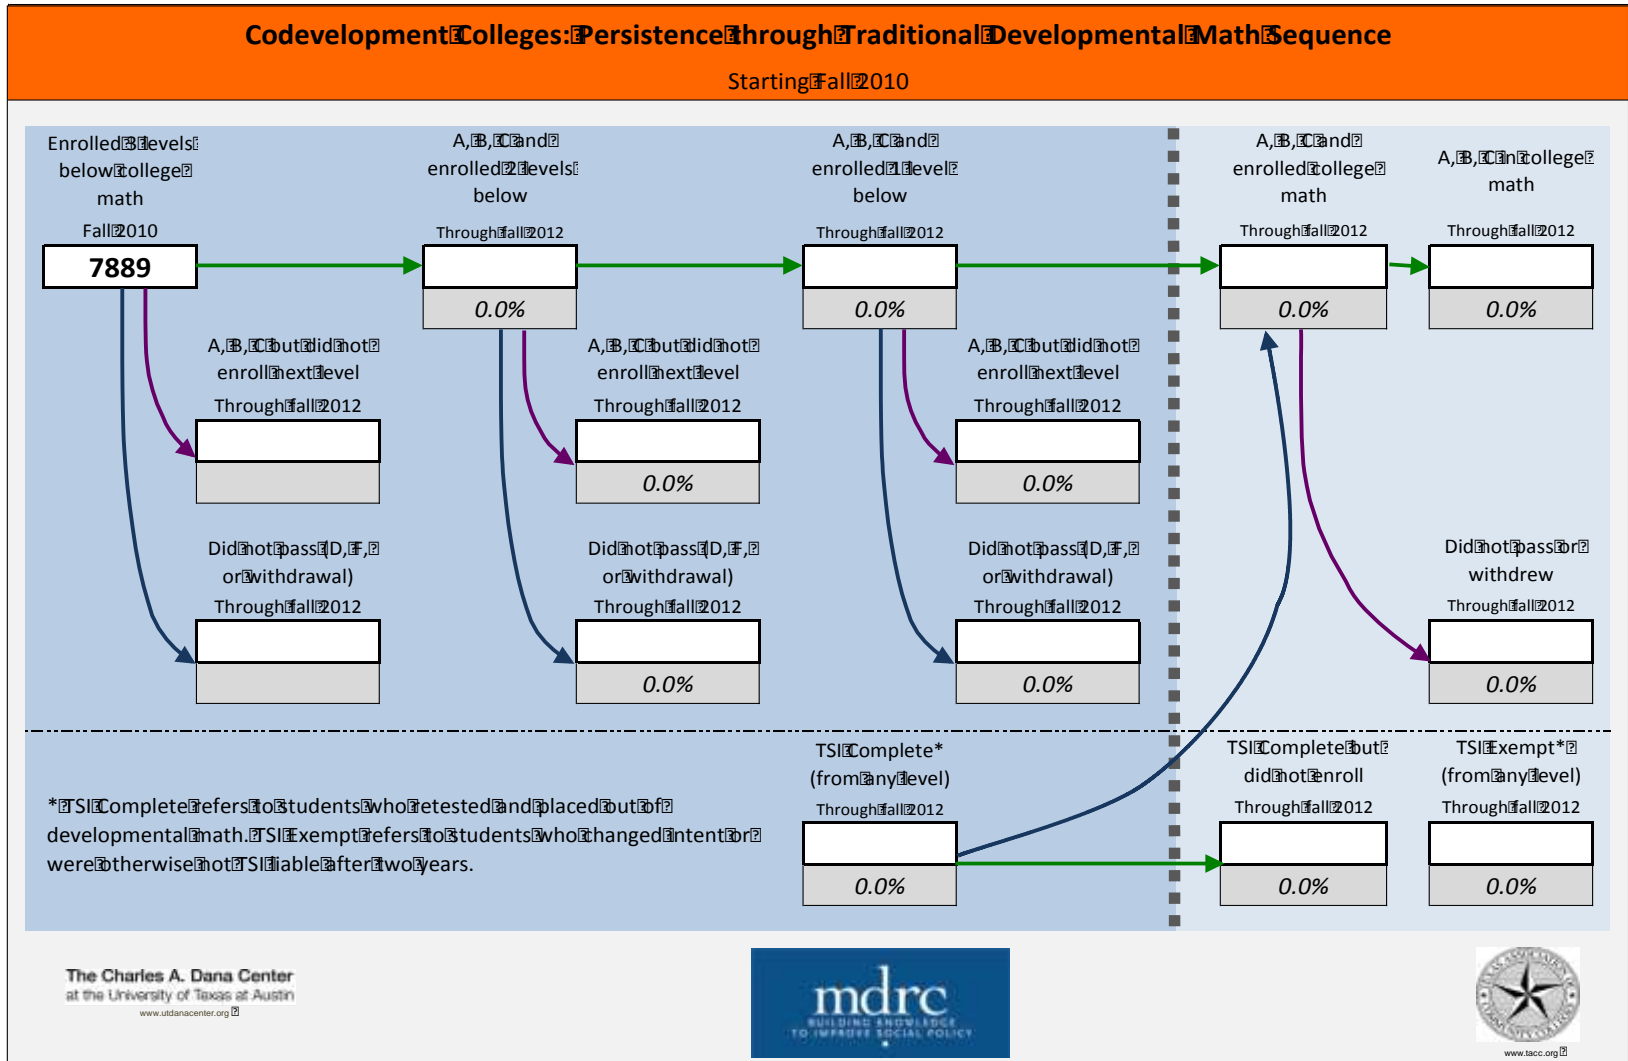 Codevelopment Colleges: Persistence through Traditional Developmental Math Sequence
Starting Fall 2010
Enrolled 3 levels
below college
math
Fall 2010
7889
A, B, C and
enrolled 2 levels
below
Through fall 2012
0.0%
A, B, C and
enrolled 1 level
below
Through fall 2012
0.0%
A, B, C and
enrolled college
math
Through fall 2012
0.0%
A, B, C in college
math
Through fall 2012
0.0%
A, B, C but did not
enroll next level
Through fall 2012
A, B, C but did not
enroll next level
Through fall 2012
0.0%
A, B, C but did not
enroll next level
Through fall 2012
0.0%
Did not pass (D, F,
or withdrawal)
Through fall 2012
Did not pass (D, F,
or withdrawal)
Through fall 2012
0.0%
Did not pass (D, F,
or withdrawal)
Through fall 2012
0.0%
Did not pass or
withdrew
Through fall 2012
0.0%
* TSI Complete refers to students who retested and placed out of
developmental math. TSI Exempt refers to students who changed intent or
were otherwise not TSI liable after two years.
TSI Complete*
(from any level)
Through fall 2012
0.0%
TSI Complete but
did not enroll
Through fall 2012
0.0%
TSI Exempt*
(from any level)
Through fall 2012
0.0%
The Charles A. Dana Center
at the University of Texas at Austin
www.utdanacenter.org
mdrc
BUILDING KNOWLEDGE
TO IMPROVE SOCIAL POLICY
TEXAS ASSOCIATION OF
COMMUNITY COLLEGES
www.tacc.org